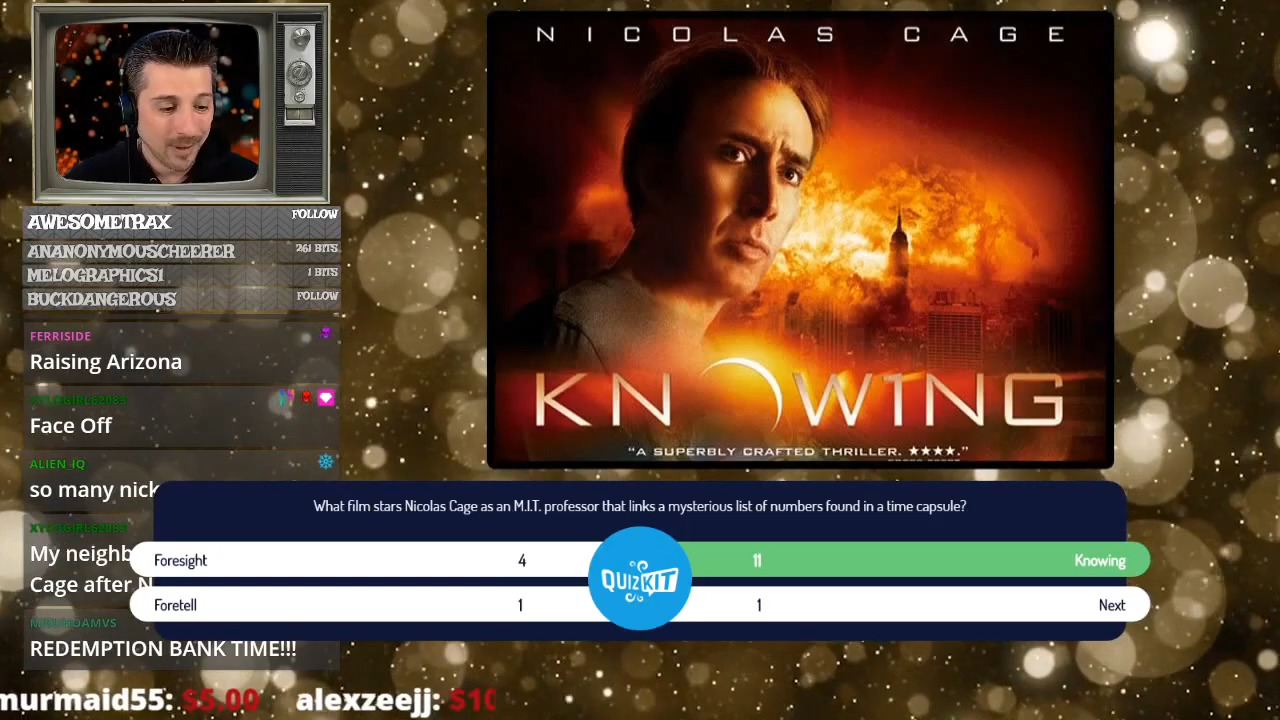 NICOLAS CAGE
KNOW1NG
"A SUPERBLY CRAFTED THRILLER. ★★★★."
AWESOMETRAX FOLLOW
ANANONYMOUSCHEERER 261 BITS
MELOGRAPHICS1 1 BITS
BUCKDANGEROUS FOLLOW
FERRISIDE
Raising Arizona
Face Off
ALIEN_IQ
so many nick
My neighb
Cage after N
REDEMPTION BANK TIME!!!
What film stars Nicolas Cage as an M.I.T. professor that links a mysterious list of numbers found in a time capsule?
Foresight 4
11 Knowing
Foretell 1
1 Next
QUIZKIT
murmaid55: $5.00 alexzeejj: $10